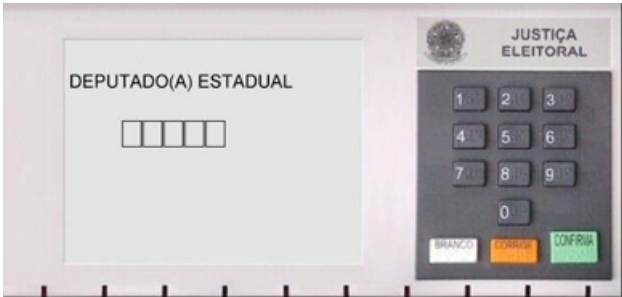 DEPUTADO(A) ESTADUAL
JUSTIÇA
ELEITORAL
1 2 3
4 5 6
7 8 9
0
BRANCO CORRIGE CONFIRMA